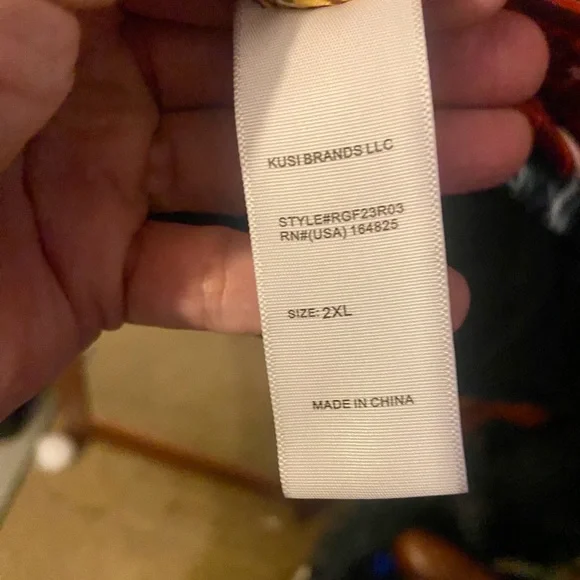 KUSI BRANDS LLC
STYLE#RGF23R03
RN#(USA) 164825
SIZE: 2XL
MADE IN CHINA